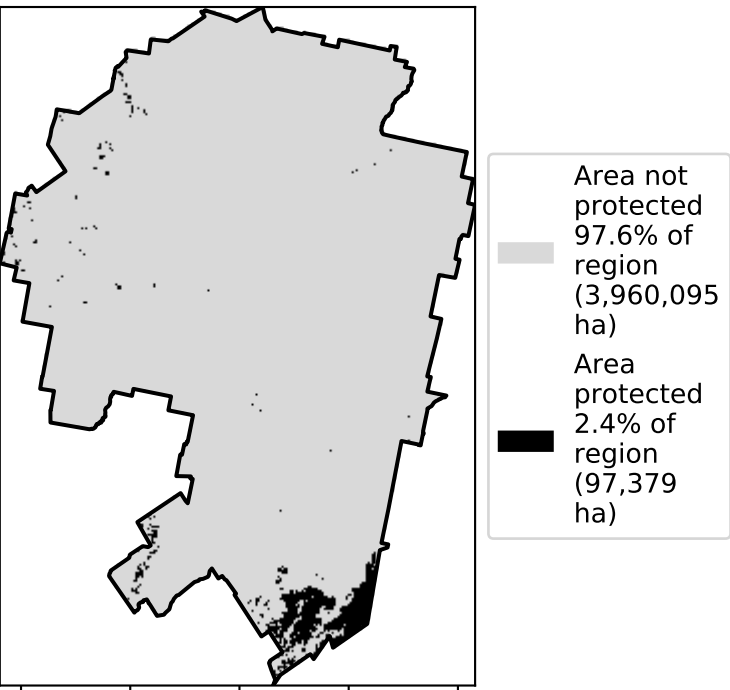 Area not
protected
97.6% of
region
(3,960,095
ha)
Area
protected
2.4% of
region
(97,379
ha)